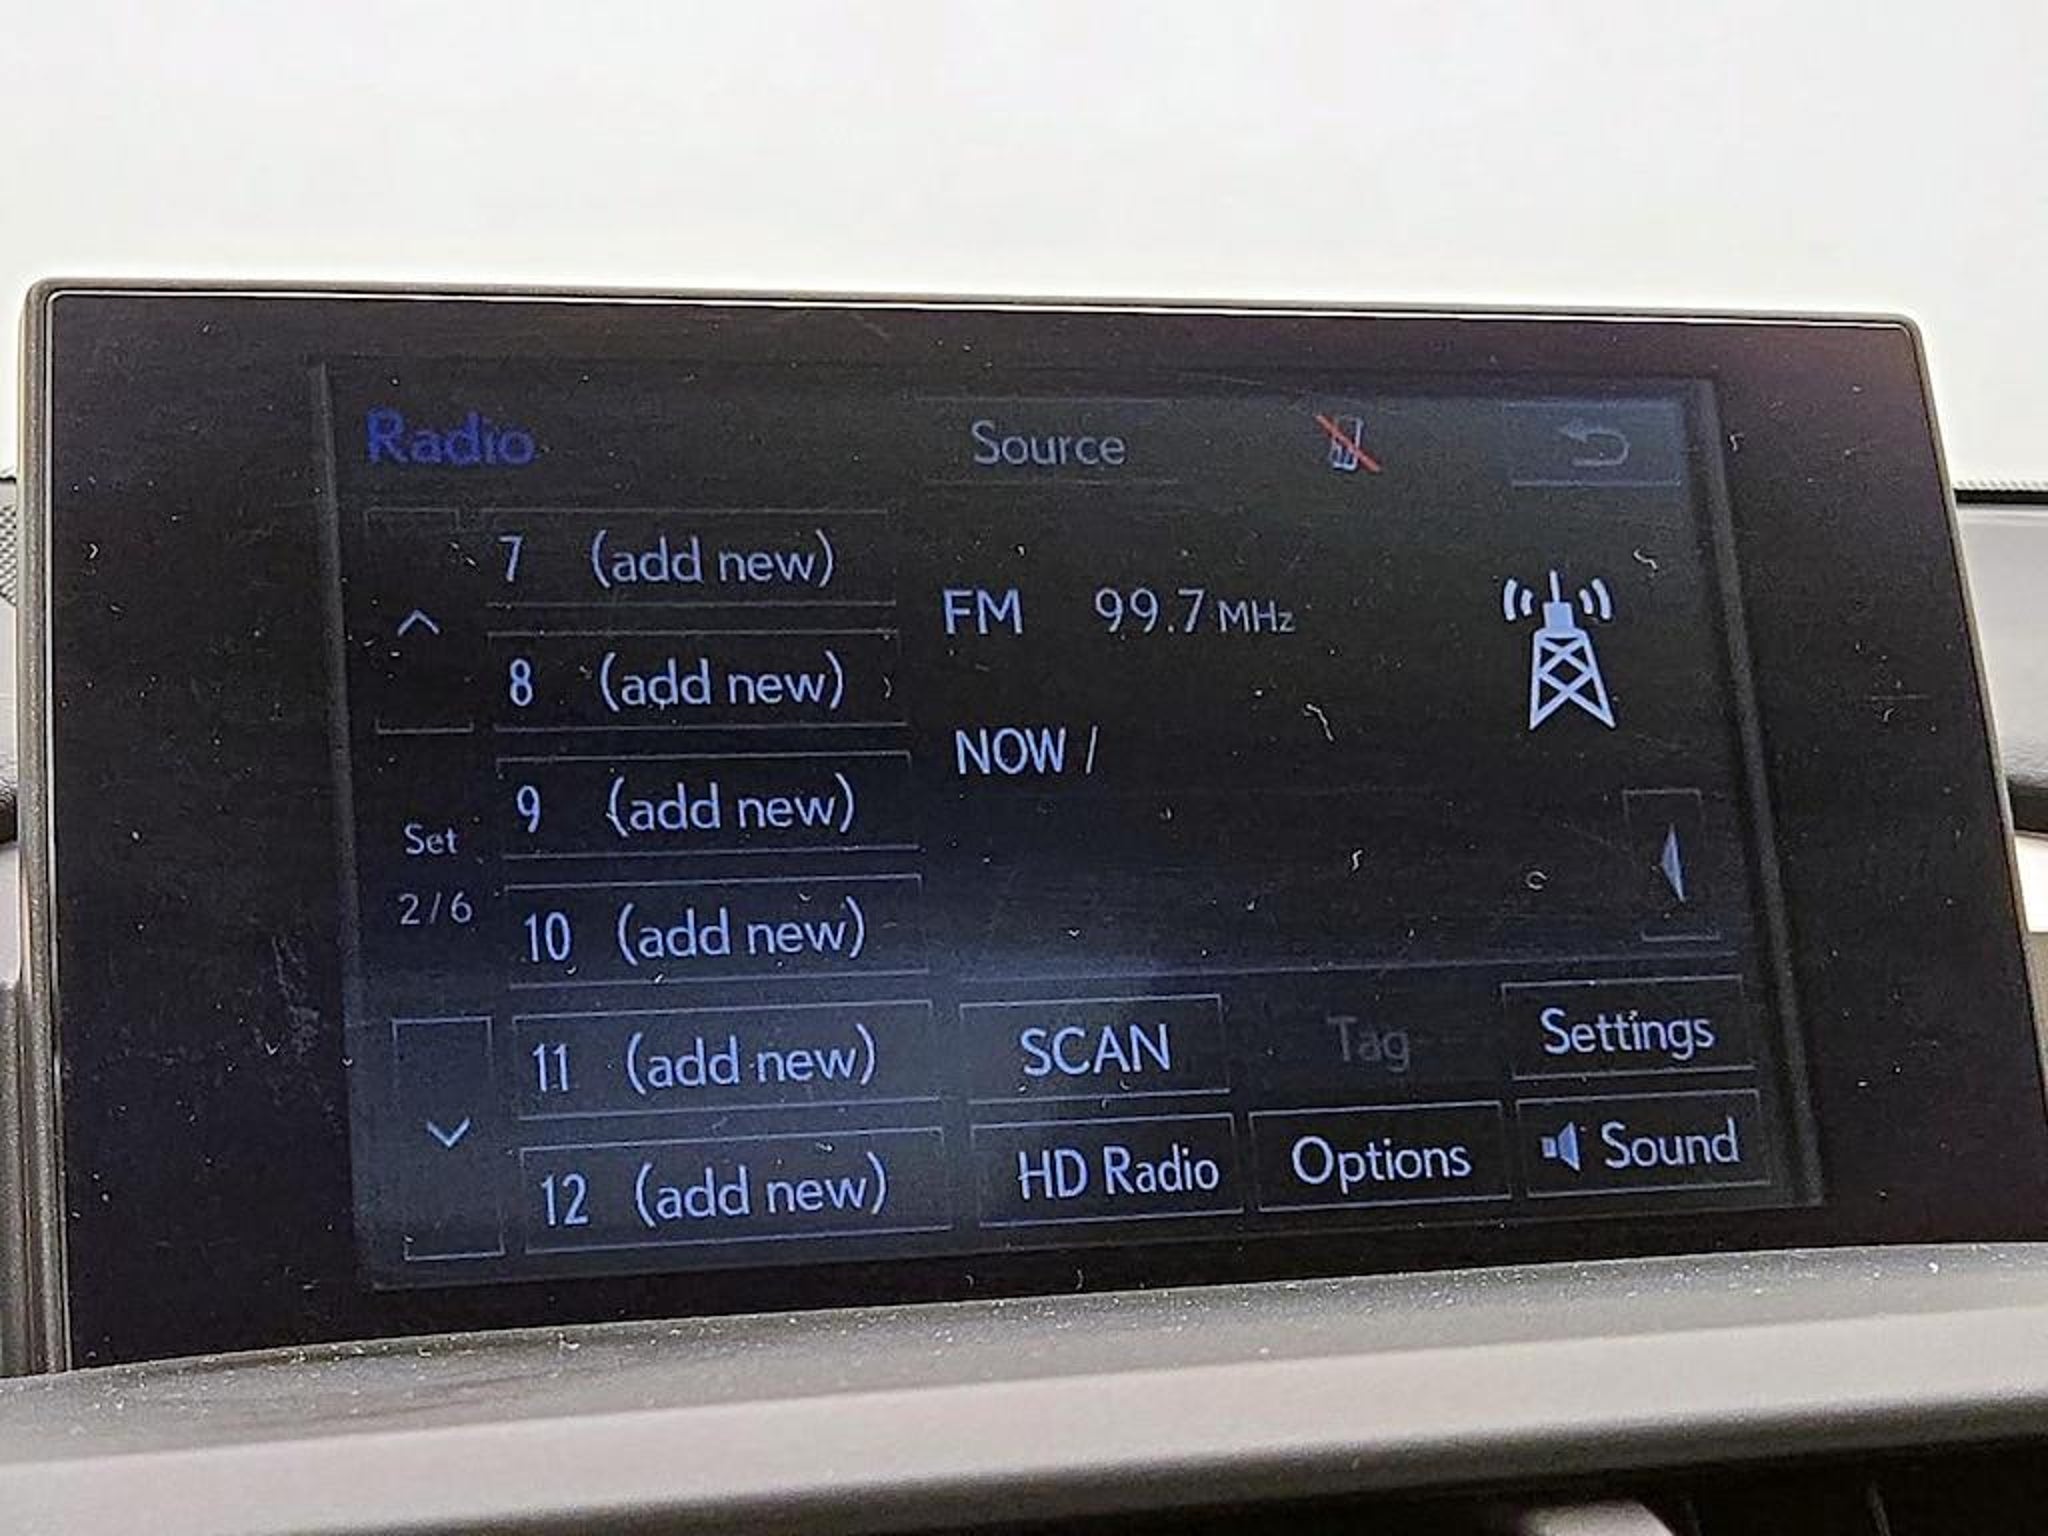 Radio
Source
7 (add new)
8 (add new)
9 (add new)
10 (add new)
11 (add new)
12 (add new)
Set
2/6
FM 99.7 MHz
NOW /
SCAN
Tag
Settings
HD Radio
Options
Sound